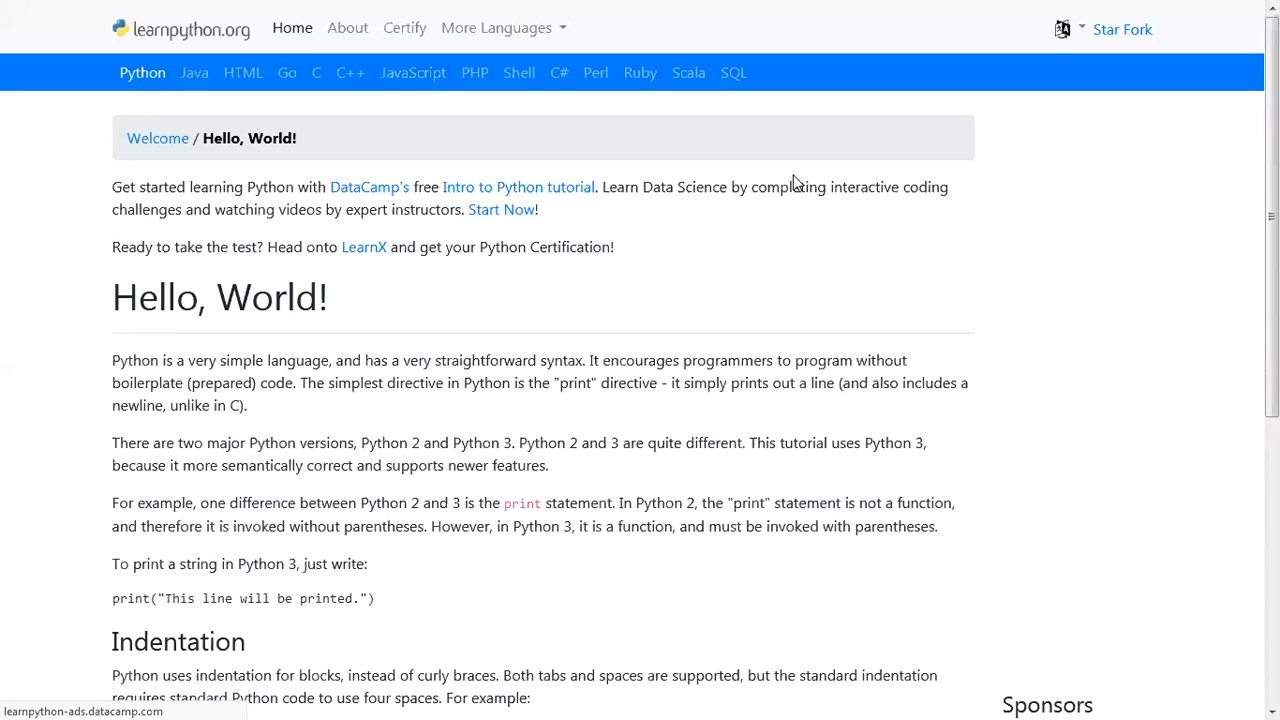 learnpython.org Home About Certify More Languages Star Fork
Python Java HTML Go C C++ JavaScript PHP Shell C# Perl Ruby Scala SQL
Welcome / Hello, World!
Get started learning Python with DataCamp's free Intro to Python tutorial. Learn Data Science by completing interactive coding
challenges and watching videos by expert instructors. Start Now!
Ready to take the test? Head onto LearnX and get your Python Certification!
Hello, World!
Python is a very simple language, and has a very straightforward syntax. It encourages programmers to program without
boilerplate (prepared) code. The simplest directive in Python is the "print" directive - it simply prints out a line (and also includes a
newline, unlike in C).
There are two major Python versions, Python 2 and Python 3. Python 2 and 3 are quite different. This tutorial uses Python 3,
because it more semantically correct and supports newer features.
For example, one difference between Python 2 and 3 is the print statement. In Python 2, the "print" statement is not a function,
and therefore it is invoked without parentheses. However, in Python 3, it is a function, and must be invoked with parentheses.
To print a string in Python 3, just write:
print("This line will be printed.")
Indentation
Python uses indentation for blocks, instead of curly braces. Both tabs and spaces are supported, but the standard indentation
requires standard Python code to use four spaces. For example:
Sponsors
learnpython-ads.datacamp.com